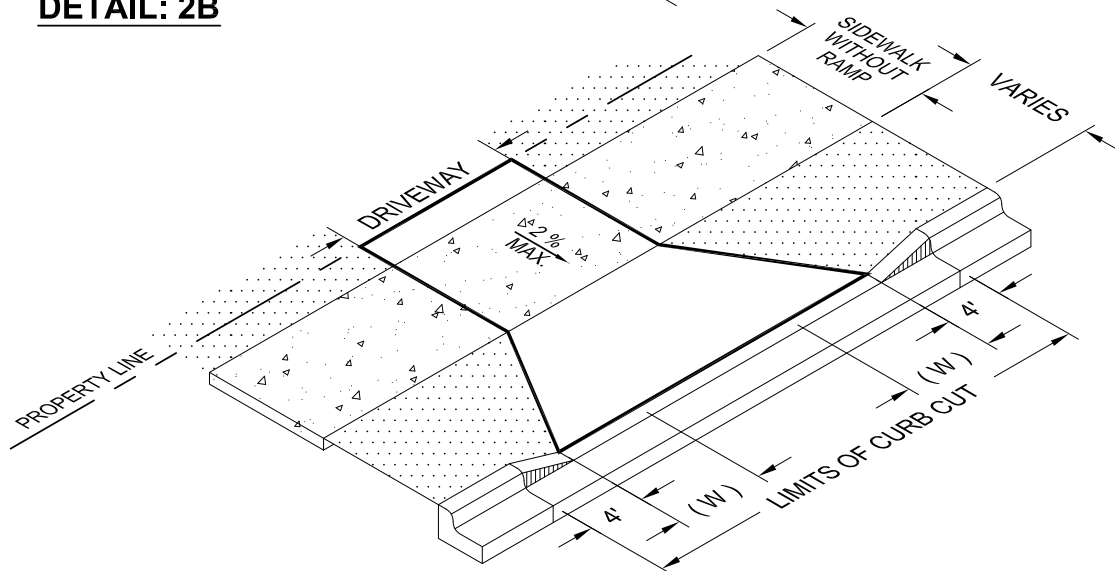 DETAIL: 2B
SIDEWALK
WITHOUT
RAMP
VARIES
DRIVEWAY
2 %
MAX.
PROPERTY LINE
4'
( W )
LIMITS OF CURB CUT
( W )
4'